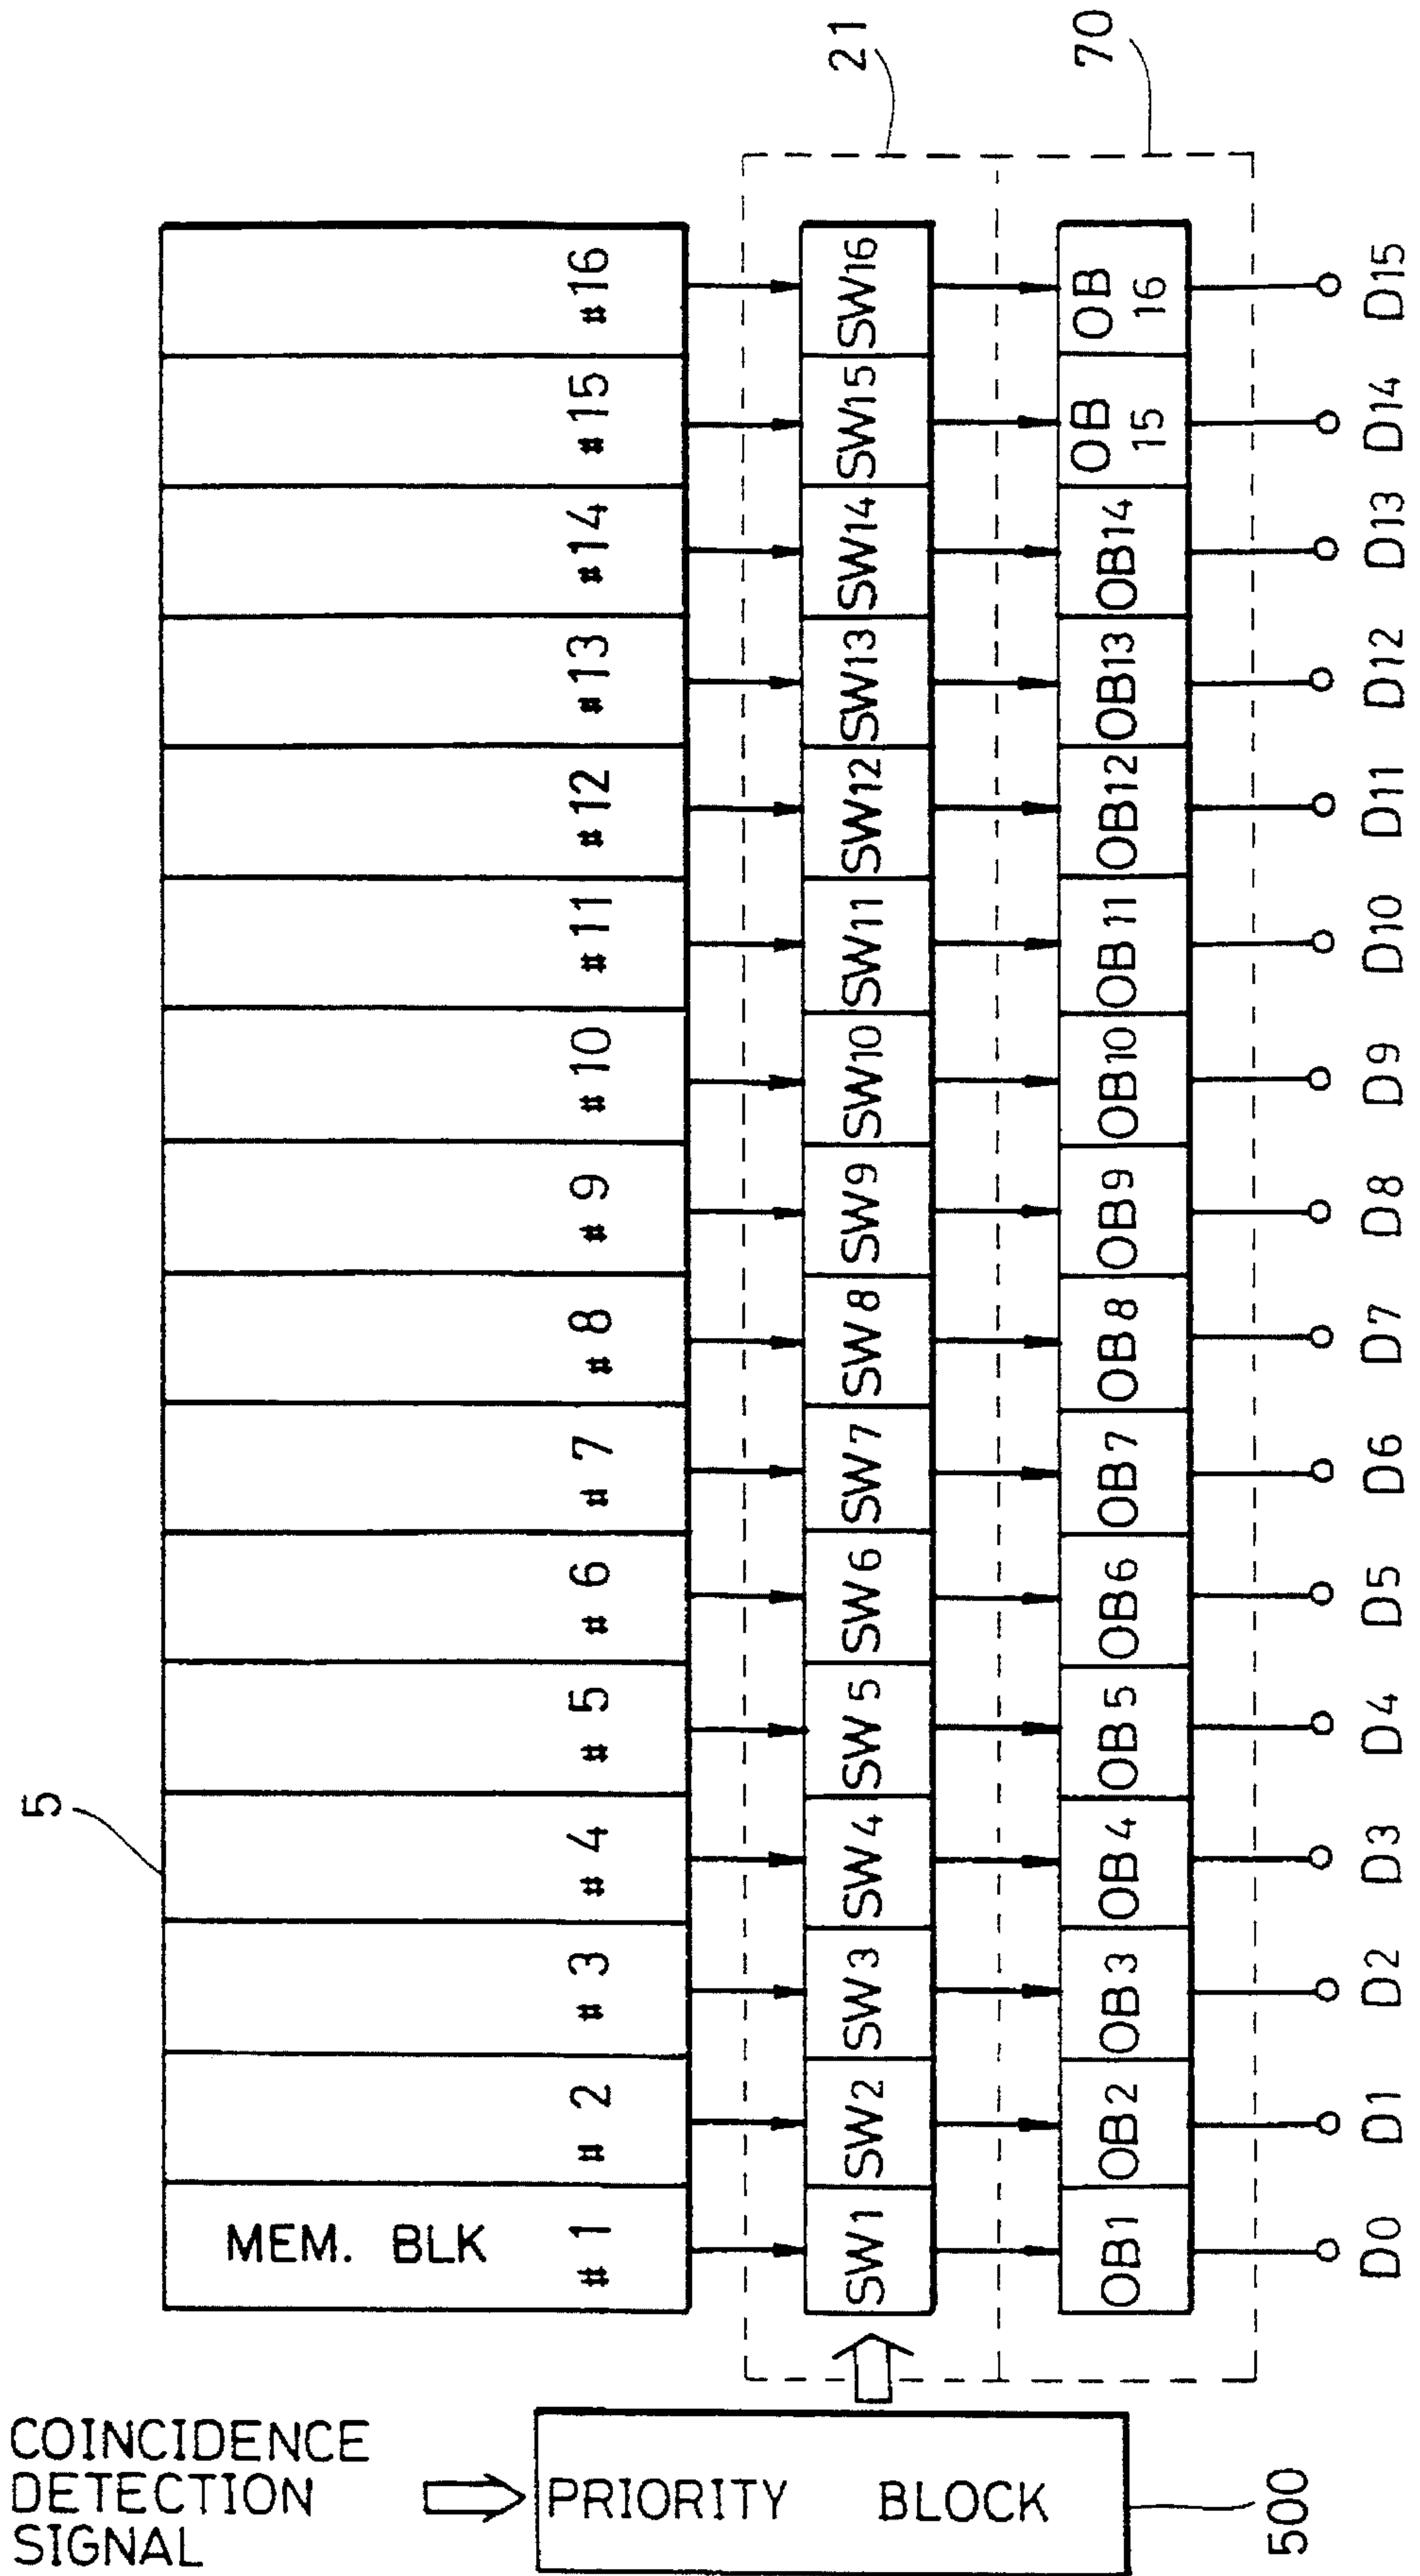 5
MEM. BLK
# 1
# 2
# 3
# 4
# 5
# 6
# 7
# 8
# 9
# 10
# 11
# 12
# 13
# 14
# 15
# 16
21
SW1
SW2
SW3
SW4
SW5
SW6
SW7
SW8
SW9
SW10
SW11
SW12
SW13
SW14
SW15
SW16
70
OB1
OB2
OB3
OB4
OB5
OB6
OB7
OB8
OB9
OB10
OB11
OB12
OB13
OB14
OB
15
OB
16
D0
D1
D2
D3
D4
D5
D6
D7
D8
D9
D10
D11
D12
D13
D14
D15
COINCIDENCE
DETECTION
SIGNAL
PRIORITY BLOCK
500